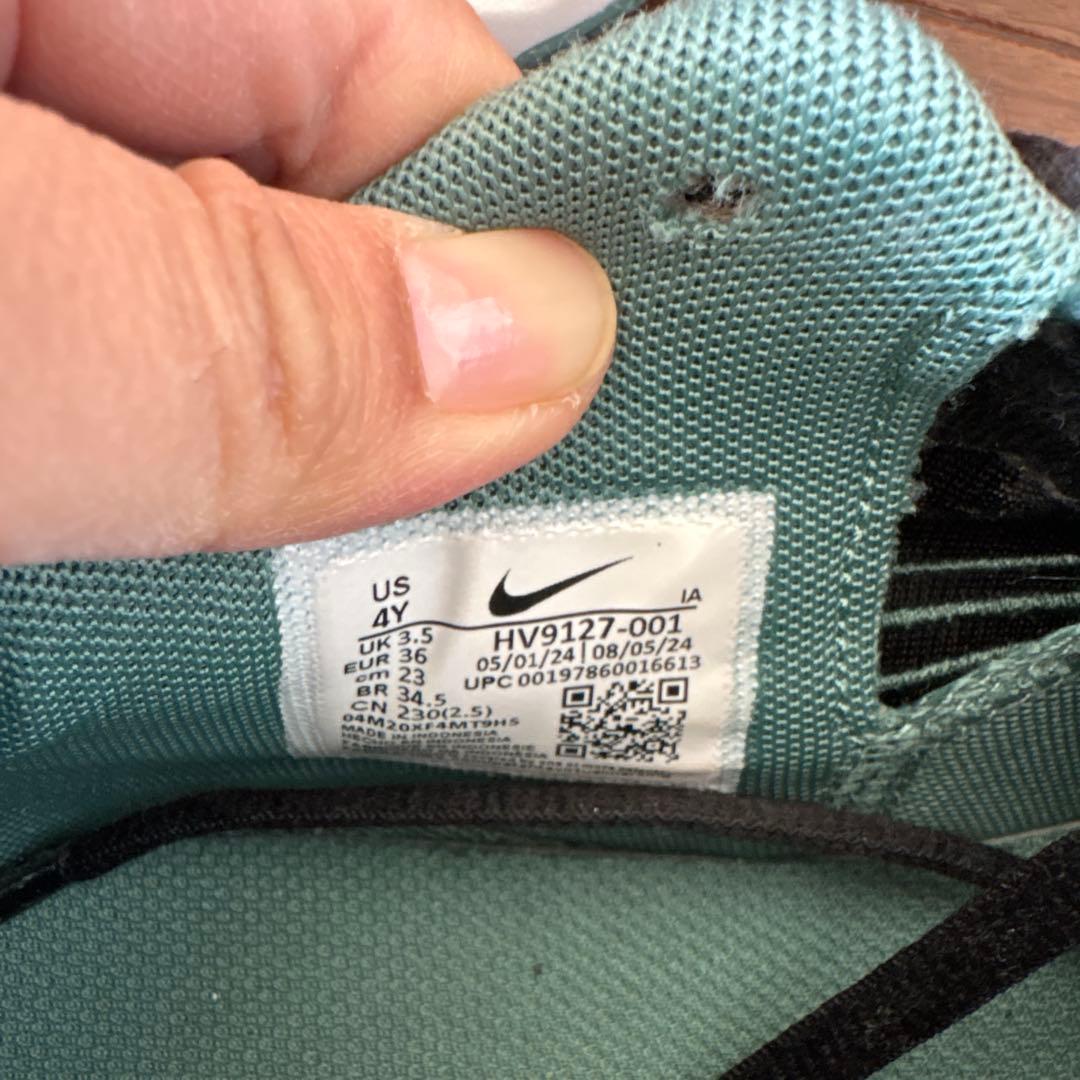 US
4Y
UK 3.5
EUR 36
cm 23
BR 34.5
CN 230(2.5)
04M20XF4MT9HS
MADE IN INDONESIA
IA
HV9127-001
05/01/24 | 08/05/24
UPC 00197860016613